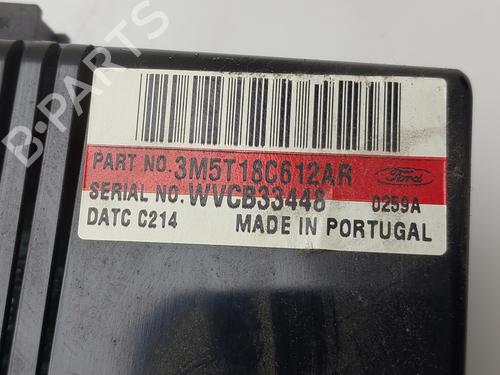 B-PARTS
PART NO. 3M5T18C612AR
Ford
SERIAL NO. WVCB33448 0259A
DATC C214 MADE IN PORTUGAL